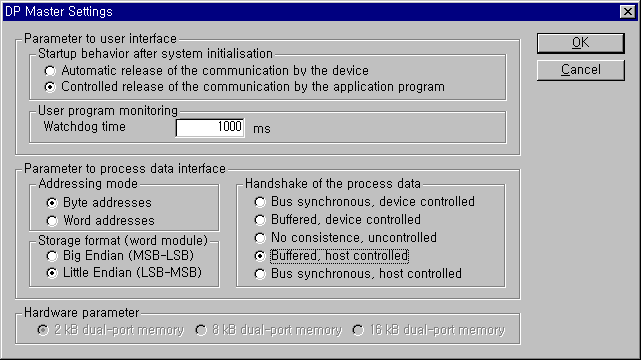 DP Master Settings
Parameter to user interface
Startup behavior after system initialisation
Automatic release of the communication by the device
Controlled release of the communication by the application program
User program monitoring
Watchdog time 1000 ms
OK
Cancel
Parameter to process data interface
Addressing mode
Byte addresses
Word addresses
Storage format (word module)
Big Endian (MSB-LSB)
Little Endian (LSB-MSB)
Handshake of the process data
Bus synchronous, device controlled
Buffered, device controlled
No consistence, uncontrolled
Buffered, host controlled
Bus synchronous, host controlled
Hardware parameter
2 kB dual-port memory 8 kB dual-port memory 16 kB dual-port memory